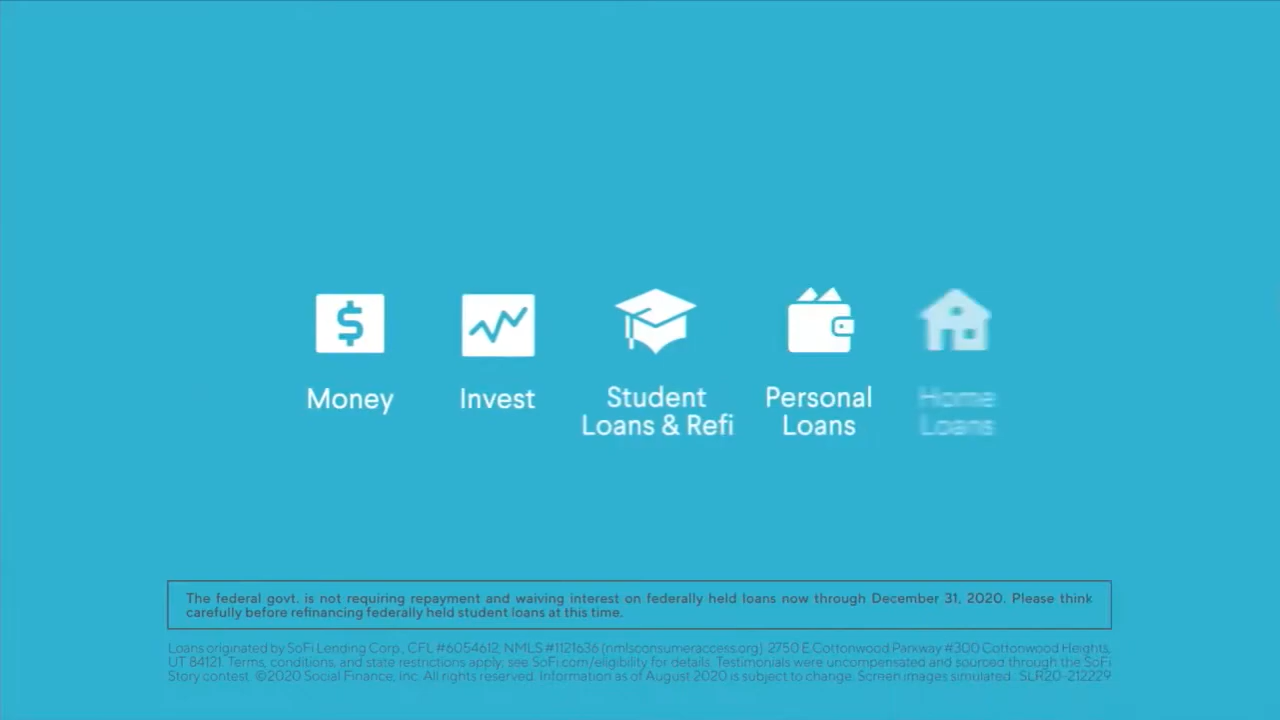 $
Money
Invest
Student
Loans & Refi
Personal
Loans
Home
Loans
The federal govt. is not requiring repayment and waiving interest on federally held loans now through December 31, 2020. Please think
carefully before refinancing federally held student loans at this time.
Loans originated by SoFi Lending Corp., CFL #6054612, NMLS #1121636 (nmlsconsumeraccess.org). 2750 E Cottonwood Parkway #300 Cottonwood Heights,
UT 84121. Terms, conditions, and state restrictions apply; see SoFi.com/eligibility for details. Testimonials were uncompensated and sourced through the SoFi
Story contest. ©2020 Social Finance, Inc. All rights reserved. Information as of August 2020 is subject to change. Screen images simulated. SLR20-212229